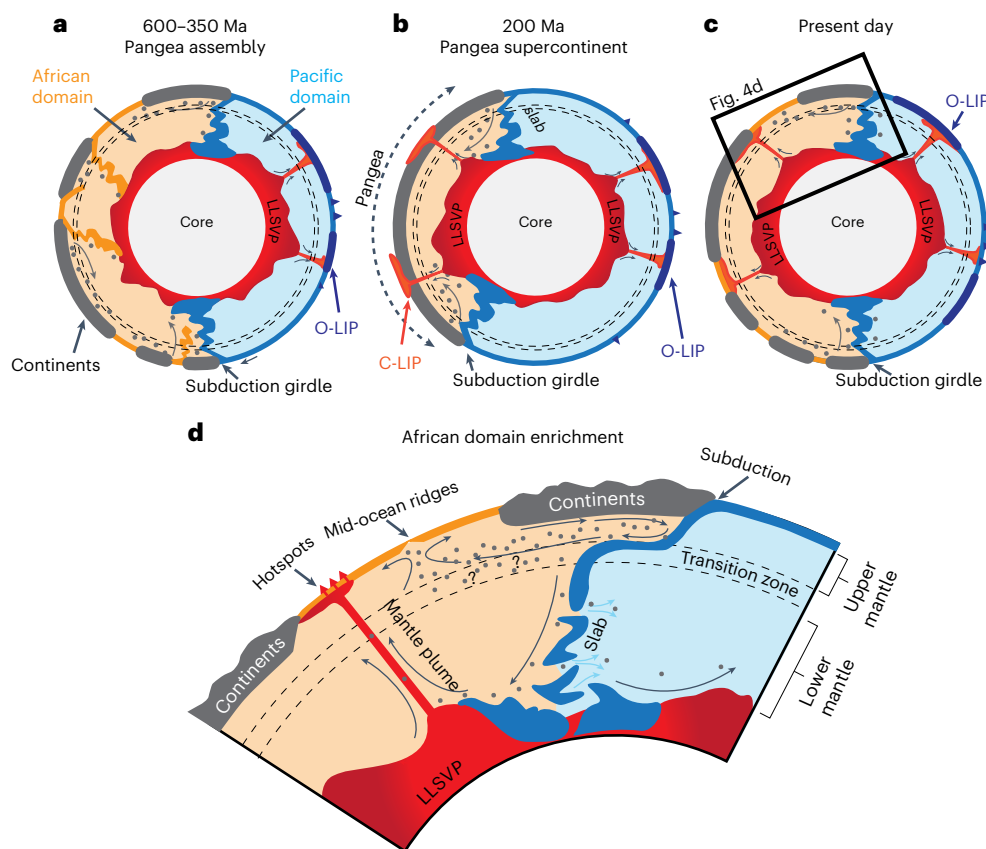 a
600–350 Ma
Pangea assembly
African
domain
Pacific
domain
Core
LLSVP
O-LIP
Continents
Subduction girdle
b
200 Ma
Pangea supercontinent
Pangea
slab
LLSVP
Core
LLSVP
C-LIP
O-LIP
Subduction girdle
c
Present day
Fig. 4d
O-LIP
LLSVP
Core
LLSVP
Subduction girdle
d
African domain enrichment
Subduction
Continents
Mid-ocean ridges
Hotspots
? ?
Transition zone
Upper
mantle
Mantle plume
Slab
Continents
Lower
mantle
LLSVP